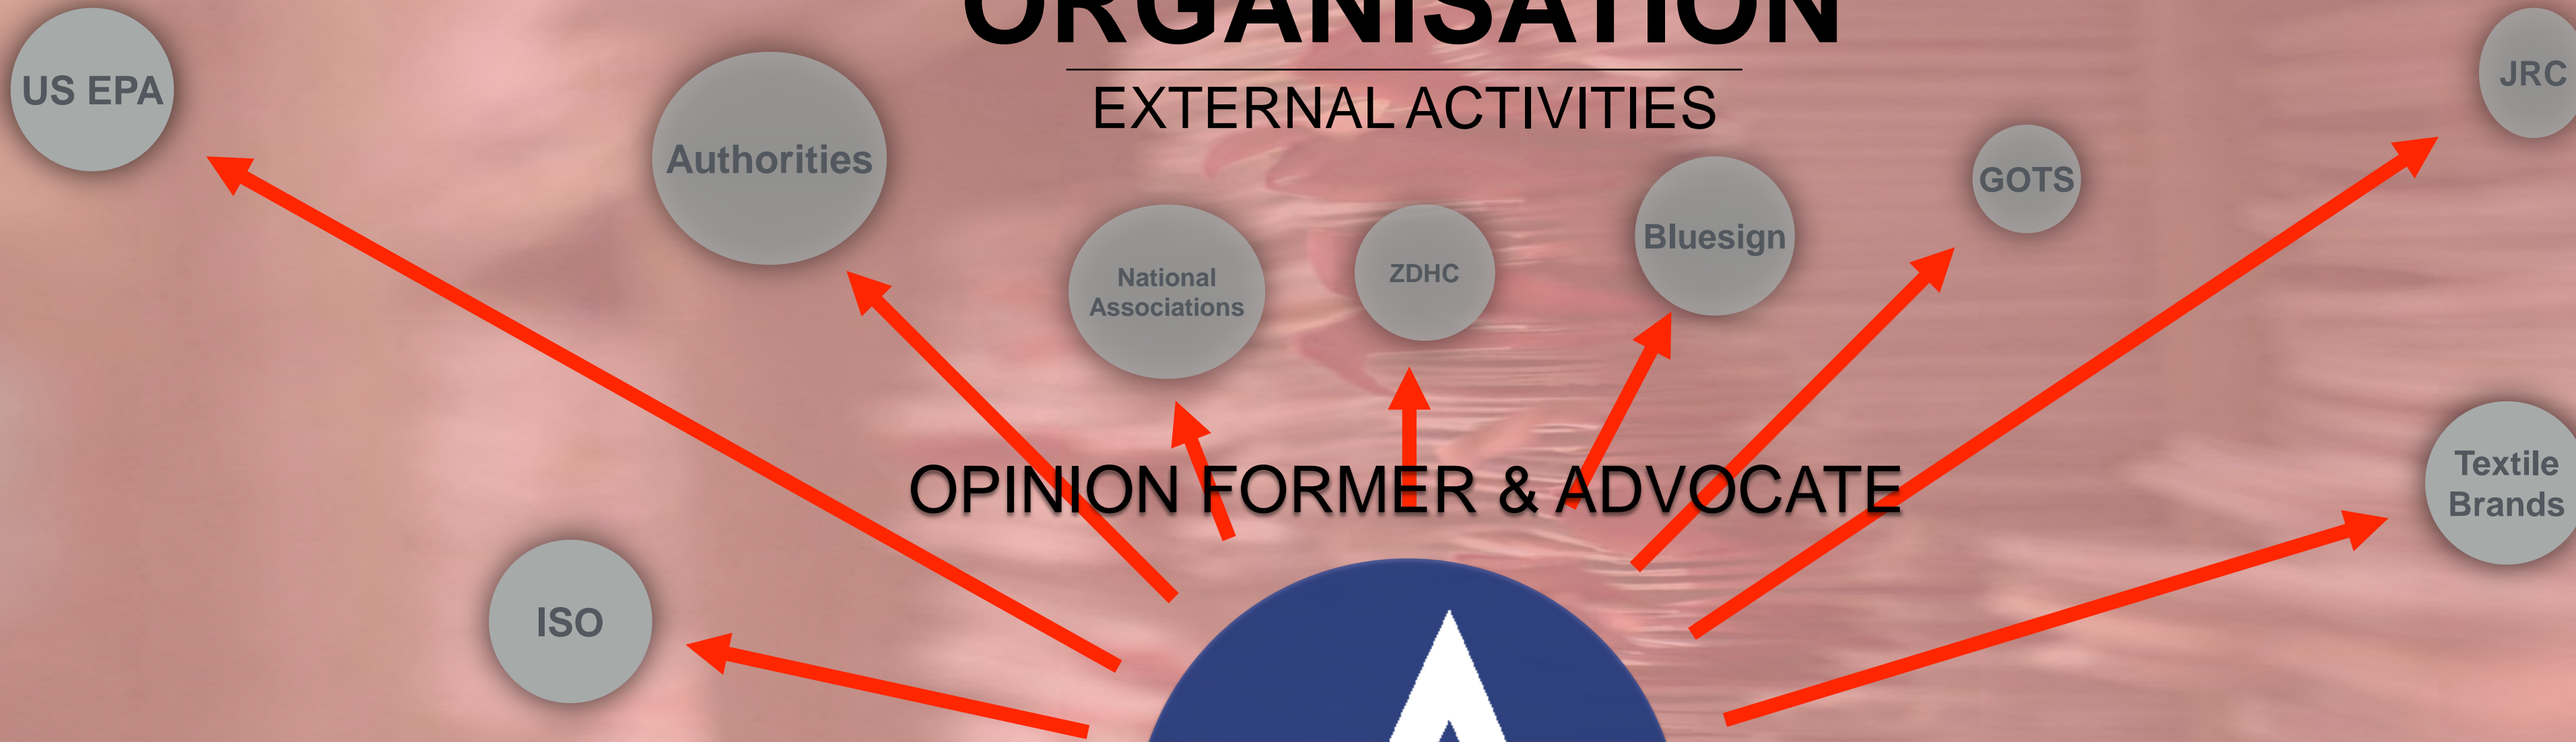 ORGANISATION
EXTERNAL ACTIVITIES
US EPA
Authorities
National
Associations
ZDHC
Bluesign
GOTS
JRC
OPINION FORMER & ADVOCATE
Textile
Brands
ISO